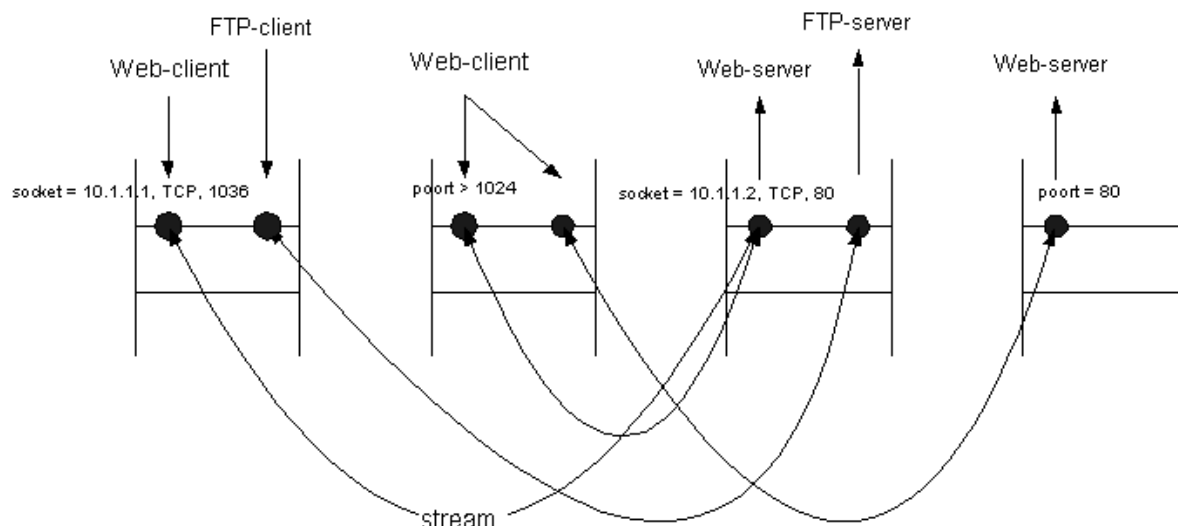 FTP-client
FTP-server
Web-client
Web-client
Web-server
Web-server
socket = 10.1.1.1, TCP, 1036
poort > 1024
socket = 10.1.1.2, TCP, 80
poort = 80
stream